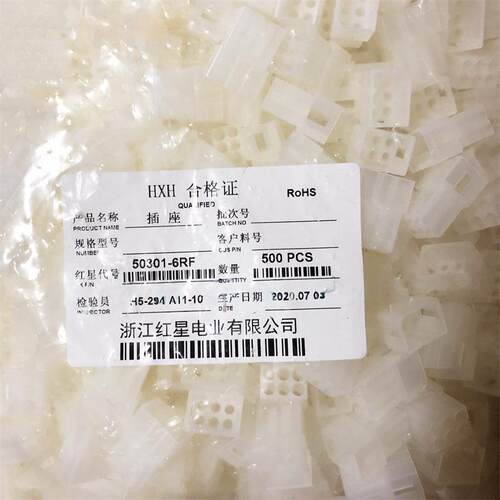 HXH 合格证 RoHS
QUALIFIED
产品名称 插座 批次号
PRODUCT NAME BATCH NO
规格型号 客户料号
NUMBER P/N
红星代号 50301-6RF 数量 500 PCS
P/N
检验员 H5-294 A11-10 生产日期 2020.07 03
浙江红星电业有限公司